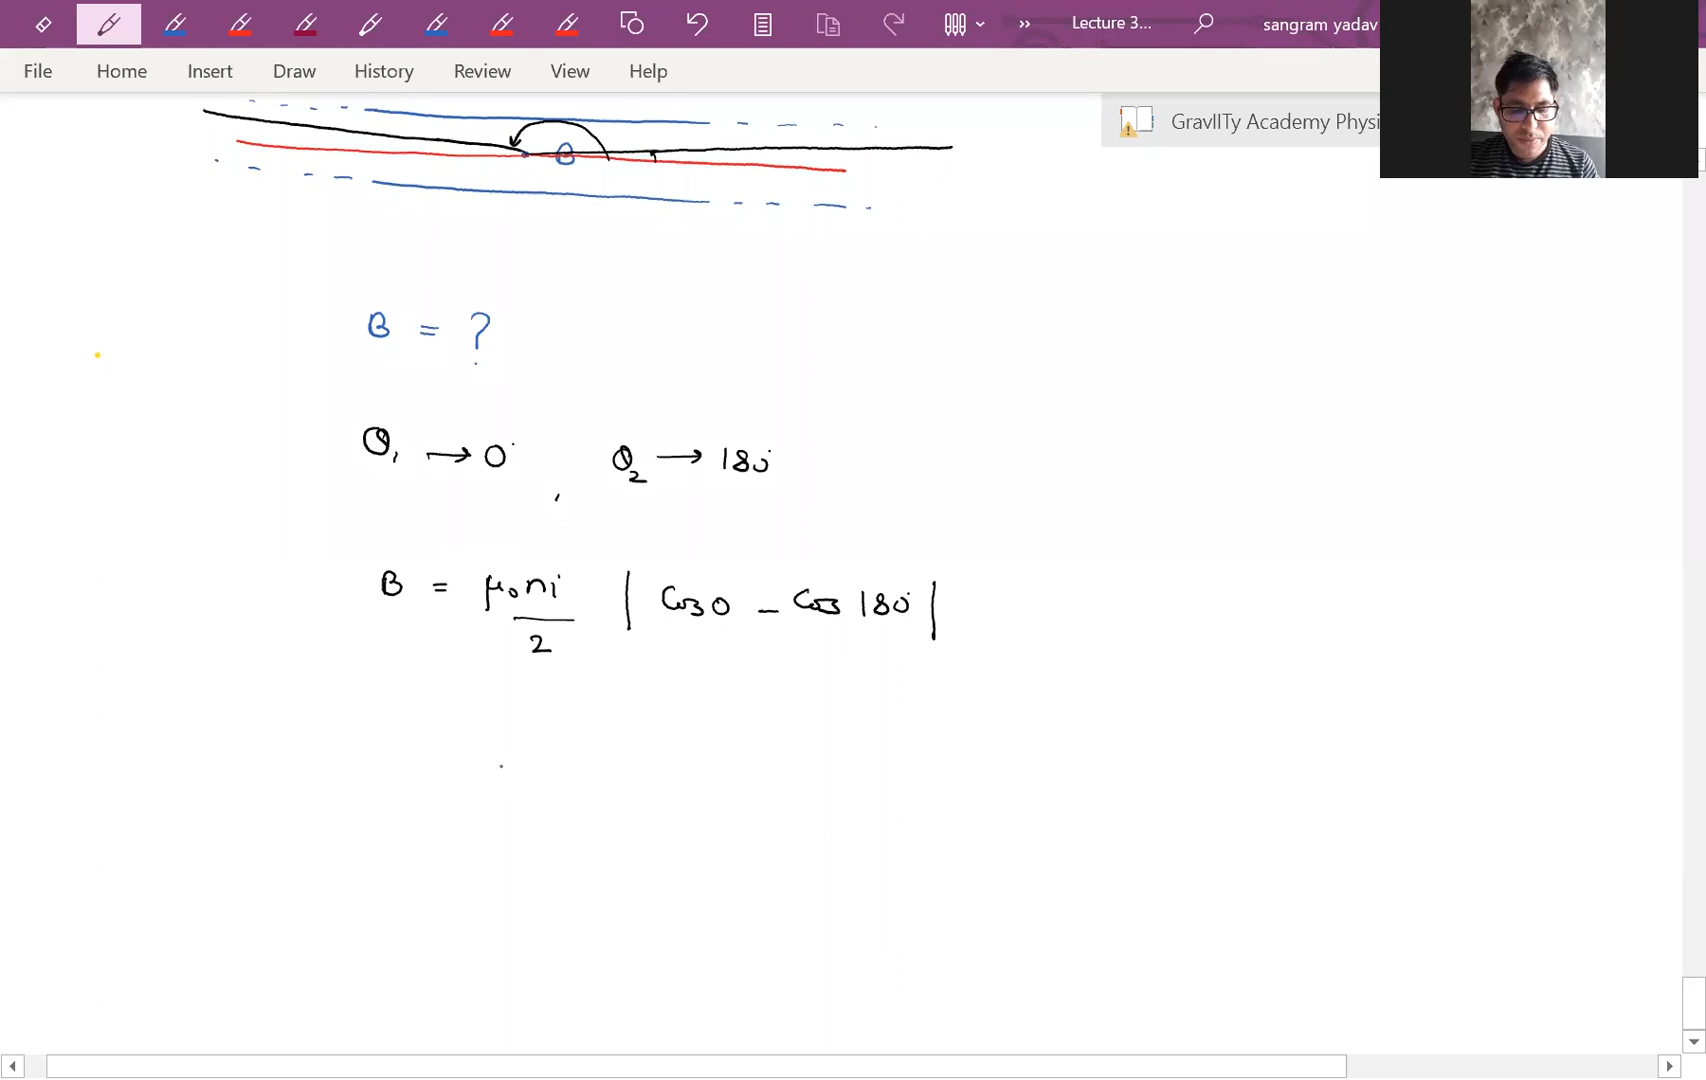 Lecture 3...
sangram yadav
File Home Insert Draw History Review View Help
GravIITy Academy Physi
B
B = ?
θ₁ → 0° , θ₂ → 180°
B = μ₀ni/2 | Cos 0 - Cos 180° |